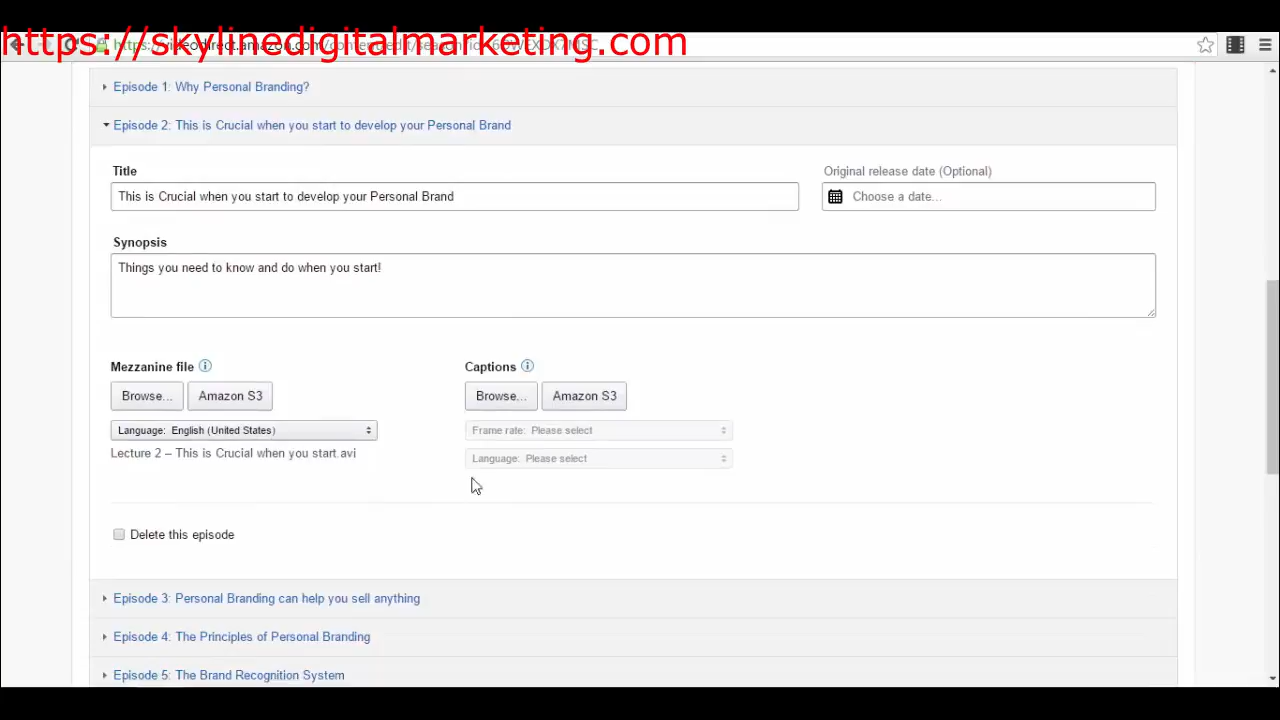 https://skylinedigitalmarketing.com
Episode 1: Why Personal Branding?
Episode 2: This is Crucial when you start to develop your Personal Brand
Title
Original release date (Optional)
This is Crucial when you start to develop your Personal Brand
Choose a date...
Synopsis
Things you need to know and do when you start!
Mezzanine file
Captions
Browse... Amazon S3
Browse... Amazon S3
Language: English (United States)
Frame rate: Please select
Lecture 2 – This is Crucial when you start.avi
Language: Please select
Delete this episode
Episode 3: Personal Branding can help you sell anything
Episode 4: The Principles of Personal Branding
Episode 5: The Brand Recognition System